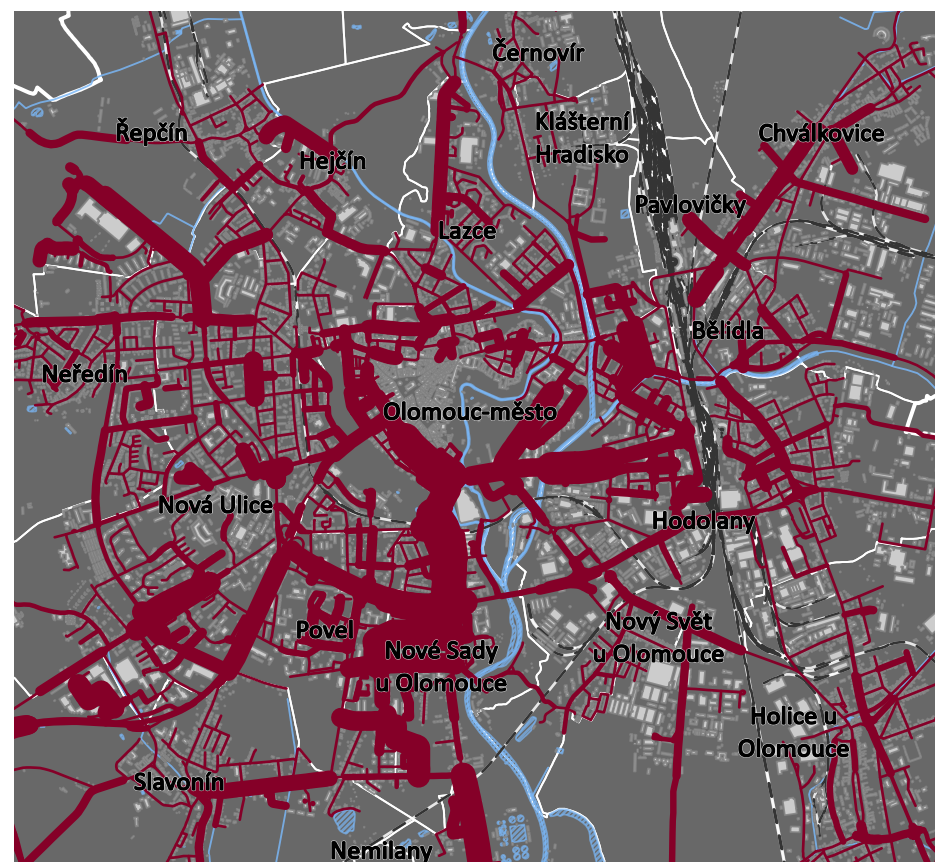 Černovír
Klášterní
Hradisko
Řepčín
Chválkovice
Hejčín
Pavlovičky
Lazce
Bělidla
Neředín
Olomouc-město
Nová Ulice
Hodolany
Povel
Nový Svět
u Olomouce
Nové Sady
u Olomouce
Holice u
Olomouce
Slavonín
Nemilany